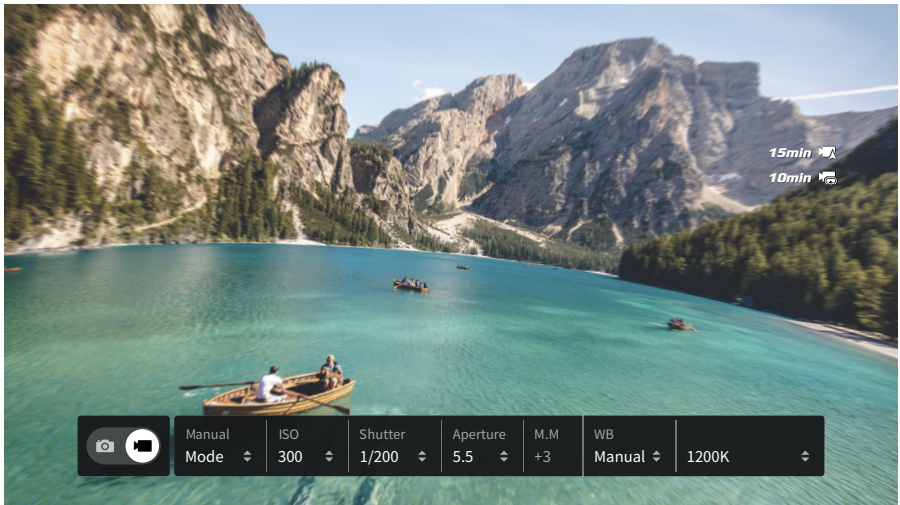 15min
10min
Manual ISO Shutter Aperture M.M WB
Mode 300 1/200 5.5 +3 Manual 1200K